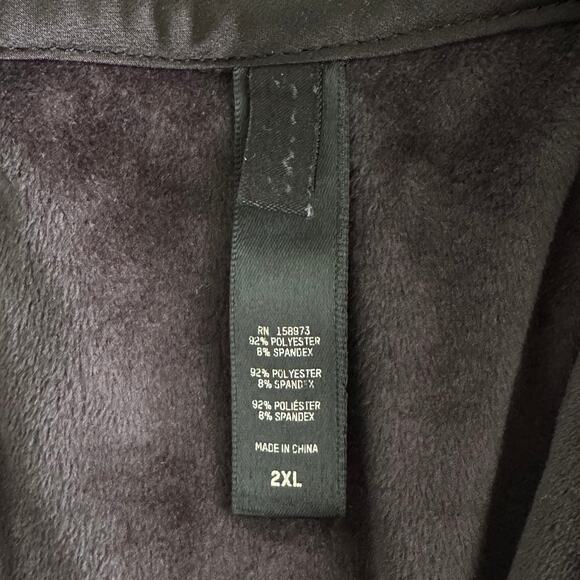 RN 158973
92% POLYESTER
8% SPANDEX
92% POLYESTER
8% SPANDEX
92% POLIÉSTER
8% SPANDEX
MADE IN CHINA
2XL